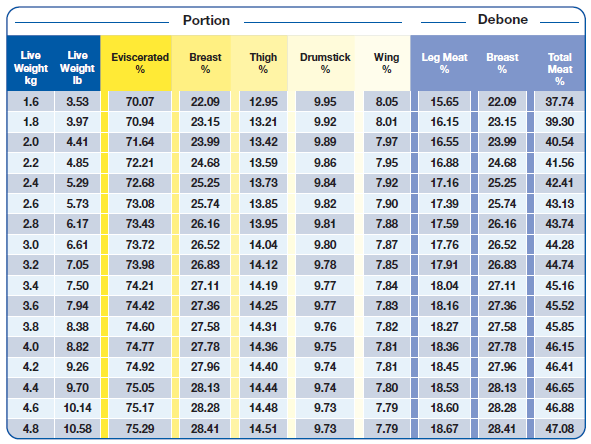 Portion Debone
Live Live Eviscerated Breast Thigh Drumstick Wing Leg Meat Breast Total
Weight Weight % % % % % % % Meat
kg lb %
1.6 3.53 70.07 22.09 12.95 9.95 8.05 15.65 22.09 37.74
1.8 3.97 70.94 23.15 13.21 9.92 8.01 16.15 23.15 39.30
2.0 4.41 71.64 23.99 13.42 9.89 7.97 16.55 23.99 40.54
2.2 4.85 72.21 24.68 13.59 9.86 7.95 16.88 24.68 41.56
2.4 5.29 72.68 25.25 13.73 9.84 7.92 17.16 25.25 42.41
2.6 5.73 73.08 25.74 13.85 9.82 7.90 17.39 25.74 43.13
2.8 6.17 73.43 26.16 13.95 9.81 7.88 17.59 26.16 43.74
3.0 6.61 73.72 26.52 14.04 9.80 7.87 17.76 26.52 44.28
3.2 7.05 73.98 26.83 14.12 9.78 7.85 17.91 26.83 44.74
3.4 7.50 74.21 27.11 14.19 9.77 7.84 18.04 27.11 45.16
3.6 7.94 74.42 27.36 14.25 9.77 7.83 18.16 27.36 45.52
3.8 8.38 74.60 27.58 14.31 9.76 7.82 18.27 27.58 45.85
4.0 8.82 74.77 27.78 14.36 9.75 7.81 18.36 27.78 46.15
4.2 9.26 74.92 27.96 14.40 9.74 7.81 18.45 27.96 46.41
4.4 9.70 75.05 28.13 14.44 9.74 7.80 18.53 28.13 46.65
4.6 10.14 75.17 28.28 14.48 9.73 7.79 18.60 28.28 46.88
4.8 10.58 75.29 28.41 14.51 9.73 7.79 18.67 28.41 47.08